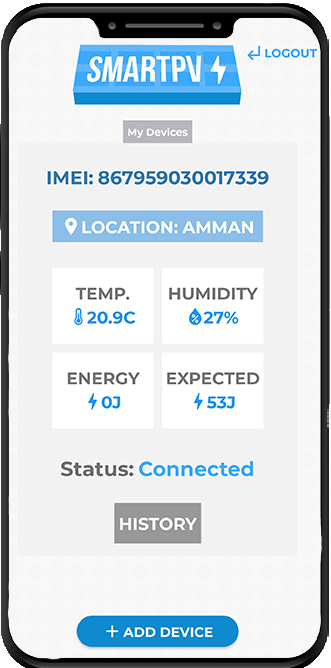 SMARTPV
LOGOUT
My Devices
IMEI: 867959030017339
LOCATION: AMMAN
TEMP.
20.9C
HUMIDITY
27%
ENERGY
0J
EXPECTED
53J
Status: Connected
HISTORY
+ ADD DEVICE